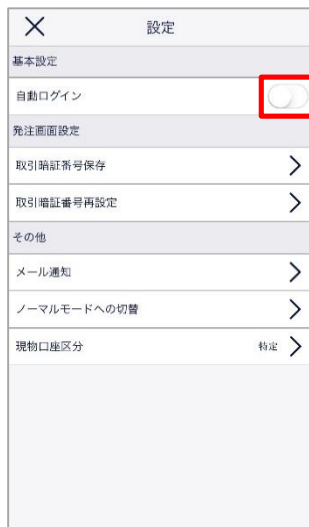 設定
基本設定
自動ログイン
発注画面設定
取引暗証番号保存
取引暗証番号再設定
その他
メール通知
ノーマルモードへの切替
現物口座区分 特定